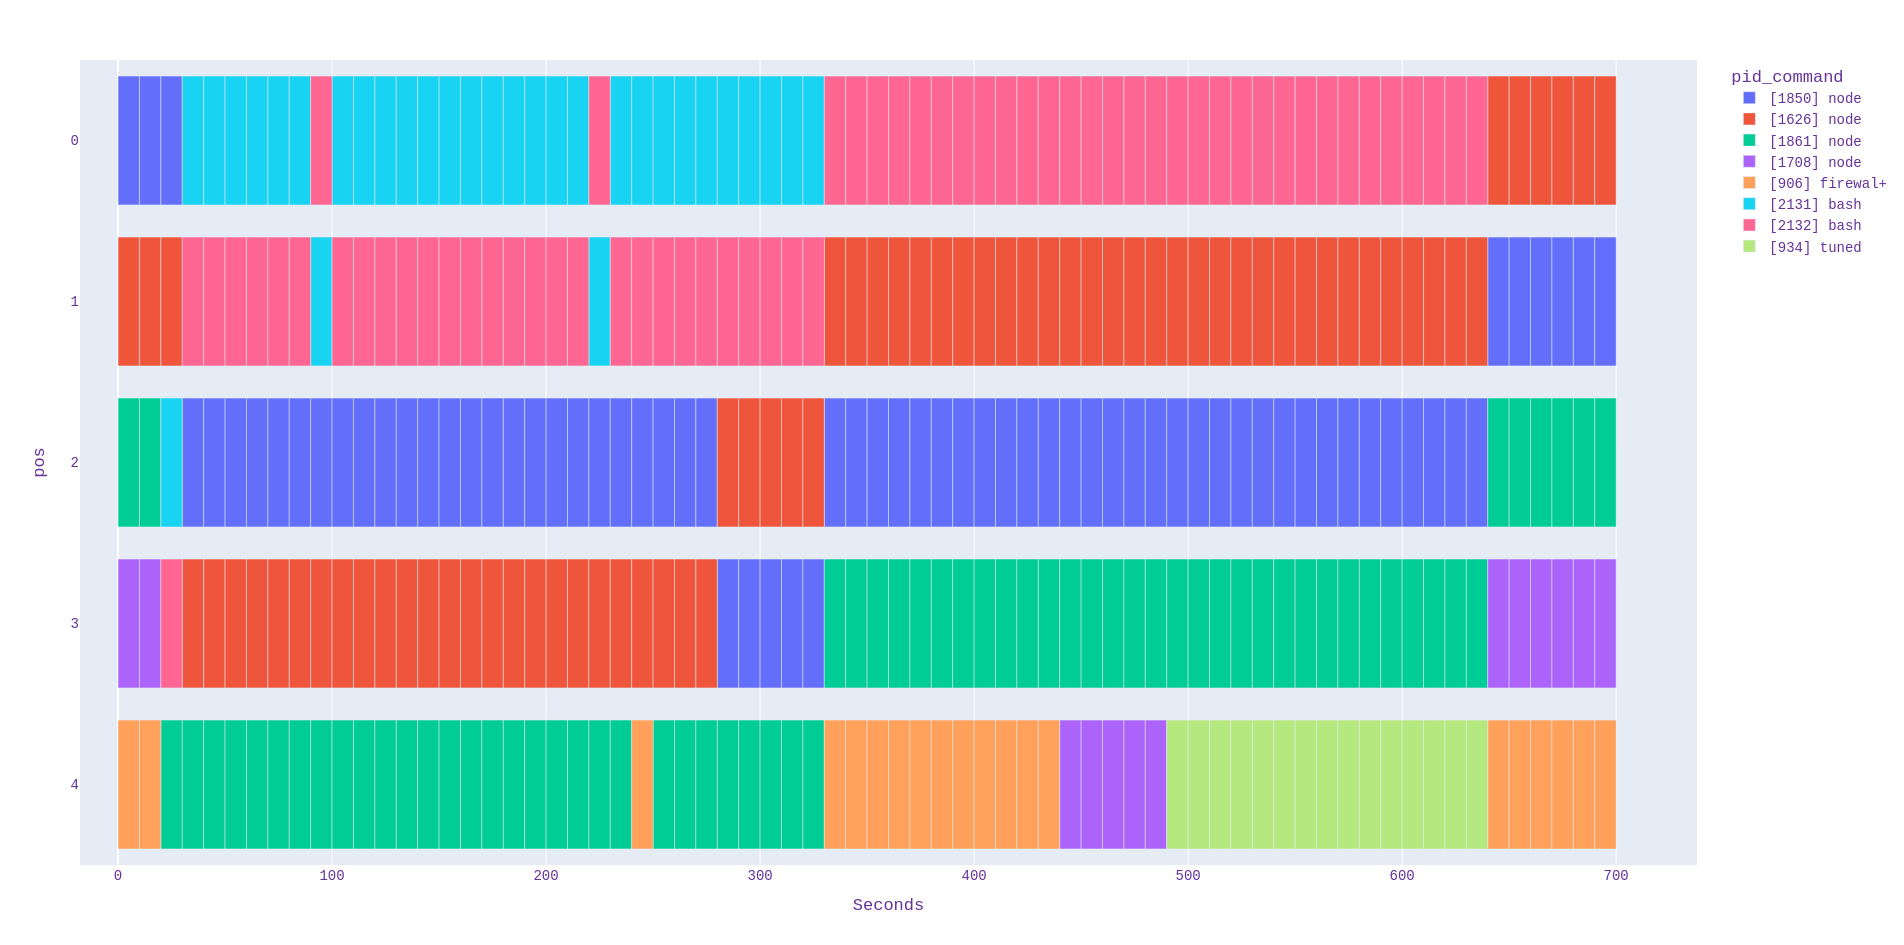 pid_command
[1850] node
[1626] node
[1861] node
[1708] node
[906] firewal+
[2131] bash
[2132] bash
[934] tuned
0
1
2
3
4
pos
0 100 200 300 400 500 600 700
Seconds